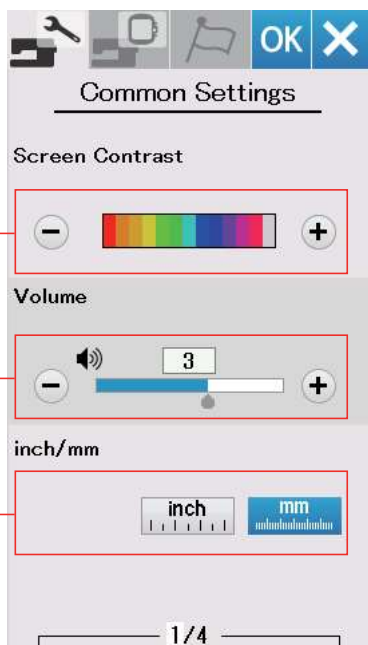 OK
Common Settings
Screen Contrast
Volume
3
inch/mm
inch
mm
1/4